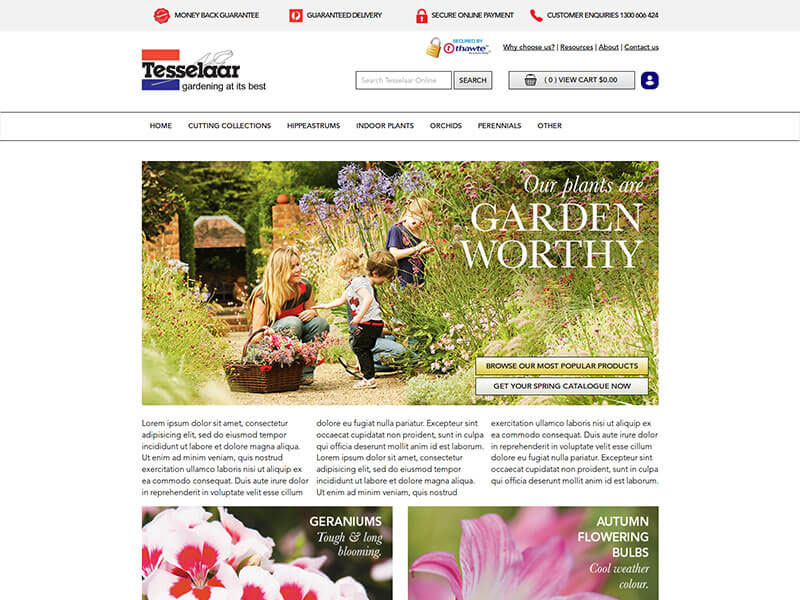 MONEY BACK GUARANTEE
GUARANTEED DELIVERY
SECURE ONLINE PAYMENT
CUSTOMER ENQUIRIES 1300 606 424
SECURED BY
thawte
Why choose us? | Resources | About | Contact us
Tesselaar
gardening at its best
Search Tesselaar Online
SEARCH
( 0 ) VIEW CART $0.00
HOME
CUTTING COLLECTIONS
HIPPEASTRUMS
INDOOR PLANTS
ORCHIDS
PERENNIALS
OTHER
Our plants are
GARDEN
WORTHY
BROWSE OUR MOST POPULAR PRODUCTS
GET YOUR SPRING CATALOGUE NOW
Lorem ipsum dolor sit amet, consectetur
adipisicing elit, sed do eiusmod tempor
incididunt ut labore et dolore magna aliqua.
Ut enim ad minim veniam, quis nostrud
exercitation ullamco laboris nisi ut aliquip ex
ea commodo consequat. Duis aute irure dolor
in reprehenderit in voluptate velit esse cillum
dolore eu fugiat nulla pariatur. Excepteur sint
occaecat cupidatat non proident, sunt in culpa
qui officia deserunt mollit anim id est laborum.
Lorem ipsum dolor sit amet, consectetur
adipisicing elit, sed do eiusmod tempor
incididunt ut labore et dolore magna aliqua.
Ut enim ad minim veniam, quis nostrud
exercitation ullamco laboris nisi ut aliquip ex
ea commodo consequat. Duis aute irure dolor
in reprehenderit in voluptate velit esse cillum
dolore eu fugiat nulla pariatur. Excepteur sint
occaecat cupidatat non proident, sunt in culpa
qui officia deserunt mollit anim id est laborum.
GERANIUMS
Tough & long
blooming.
AUTUMN
FLOWERING
BULBS
Cool weather
colour.